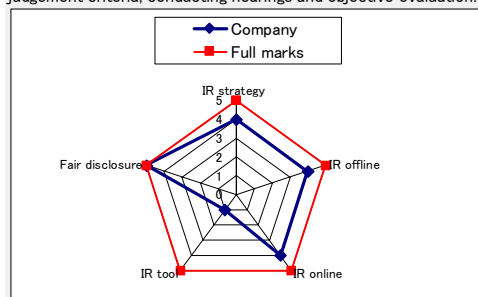 judgement criteria, conducting hearings and objective evaluation.
Company
Full marks
IR strategy
5
4
3
2
1
0
Fair disclosure
IR offline
IR tool
IR online